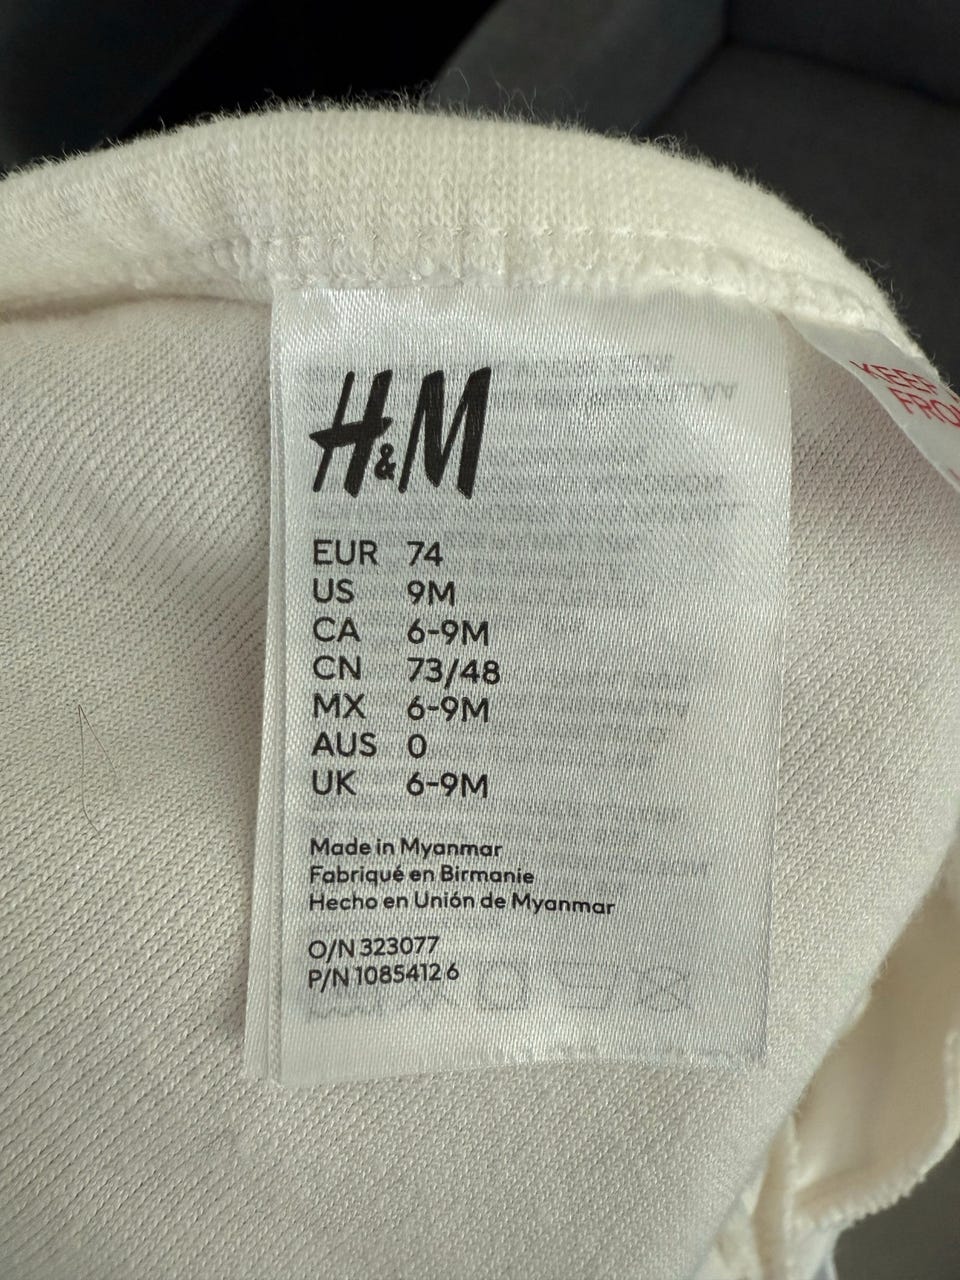 H&M
EUR 74
US 9M
CA 6-9M
CN 73/48
MX 6-9M
AUS 0
UK 6-9M
Made in Myanmar
Fabriqué en Birmanie
Hecho en Unión de Myanmar
O/N 323077
P/N 1085412 6
KEEP